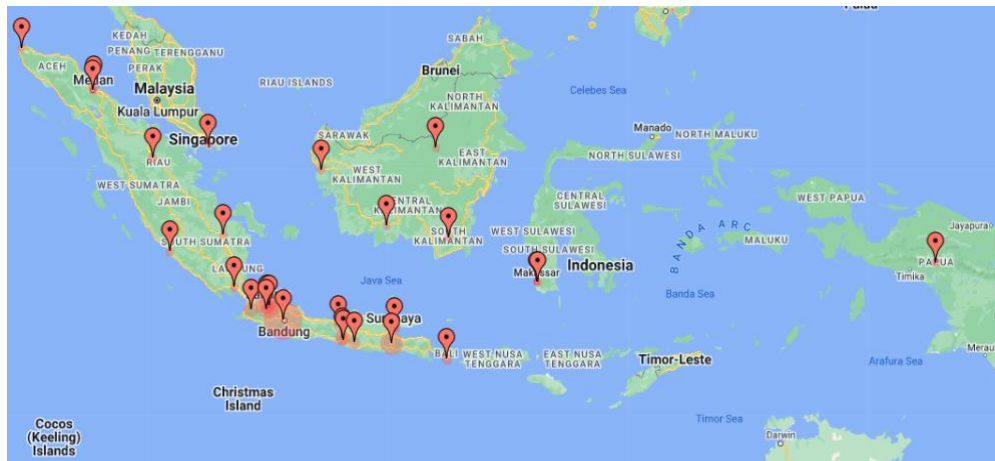 Palau
KEDAH
PENANG
TERENGGANU
PERAK
ACEH
Malaysia
Kuala Lumpur
RIAU ISLANDS
SABAH
Brunei
NORTH
KALIMANTAN
Celebes Sea
Manado
NORTH MALUKU
SARAWAK
Singapore
RIAU
WEST SUMATRA
JAMBI
WEST
KALIMANTAN
EAST
KALIMANTAN
NORTH SULAWESI
CENTRAL
SULAWESI
WEST PAPUA
KALIMANTAN
SOUTH
KALIMANTAN
SOUTH SUMATRA
WEST SULAWESI
SOUTH SULAWESI
BANDA ARC
MALUKU
Jayapura
PAPUA
Timika
Indonesia
Java Sea
Banda Sea
Bandung
BALI
WEST NUSA
TENGGARA
EAST NUSA
TENGGARA
Timor-Leste
Arafura Sea
Christmas
Island
Timor Sea
Cocos
(Keeling)
Islands
Darwin